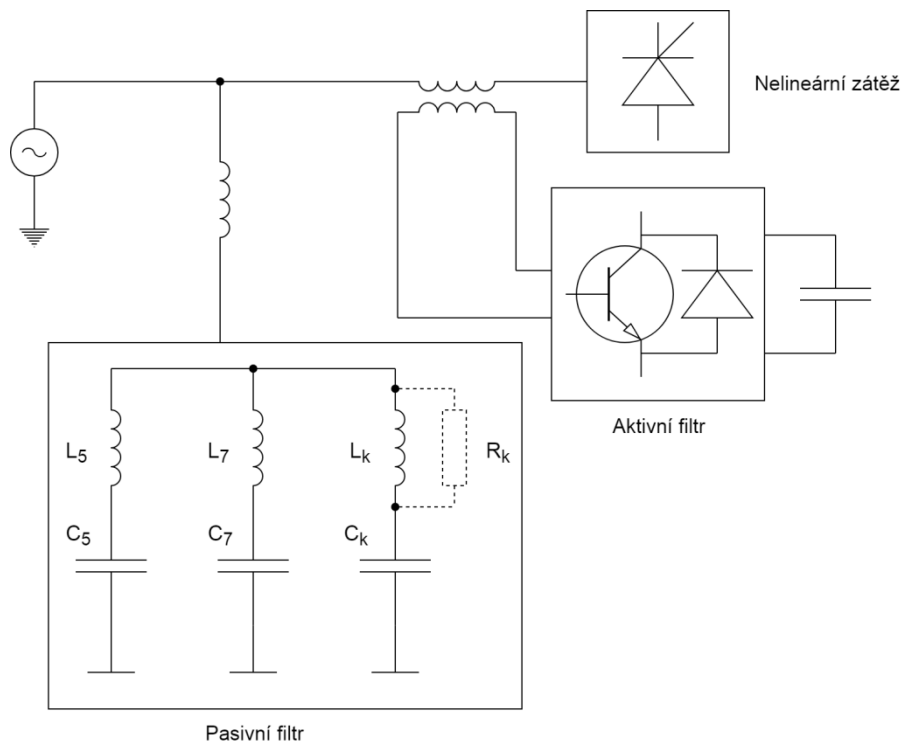 Nelineární zátěž
Aktivní filtr
L5 L7 Lk Rk
C5 C7 Ck
Pasivní filtr